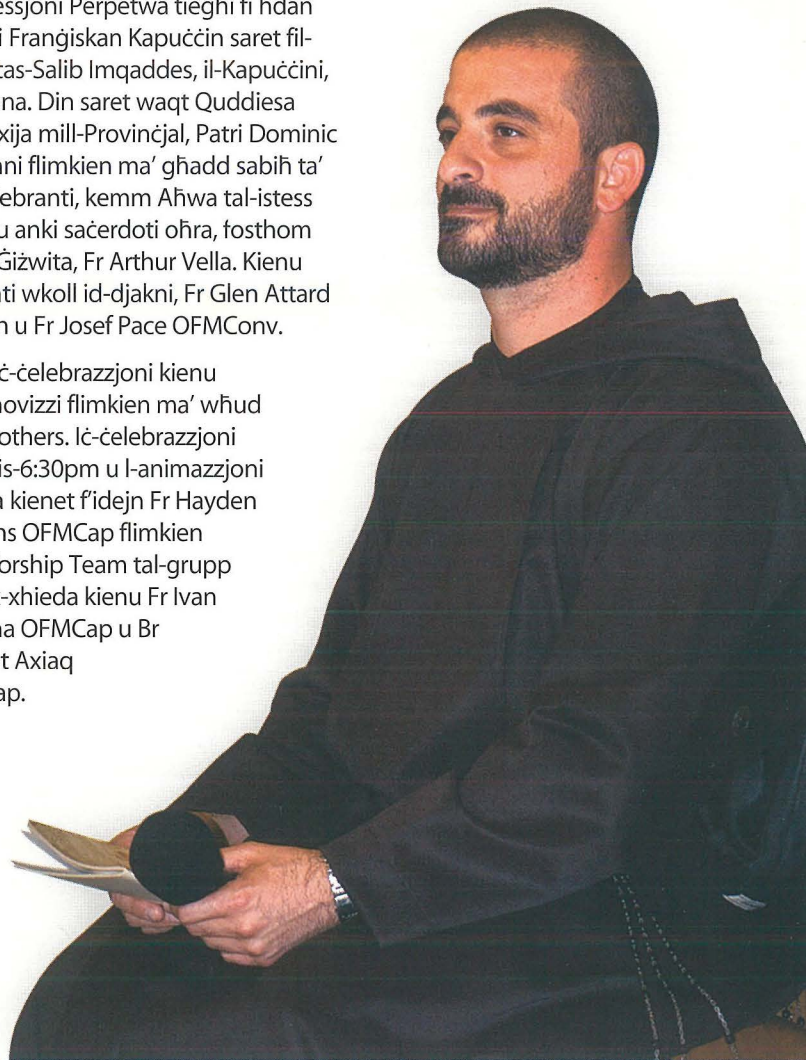 essjoni Perpetwa tiegħi fi ħdan
i Franġiskan Kapuċċin saret fil-
tas-Salib Imqaddes, il-Kapuċċini,
na. Din saret waqt Quddiesa
xija mill-Provinċjal, Patri Dominic
ani flimkien ma’ għadd sabiħ ta’
ebranti, kemm Aħwa tal-istess
u anki saċerdoti oħra, fosthom
Ġiżwita, Fr Arthur Vella. Kienu
ti wkoll id-djakni, Fr Glen Attard
n u Fr Josef Pace OFMConv.
ċ-ċelebrazzjoni kienu
novizzi flimkien ma’ wħud
others. Iċ-ċelebrazzjoni
is-6:30pm u l-animazzjoni
a kienet f’idejn Fr Hayden
ns OFMCap flimkien
orship Team tal-grupp
-xhieda kienu Fr Ivan
na OFMCap u Br
t Axiaq
ap.